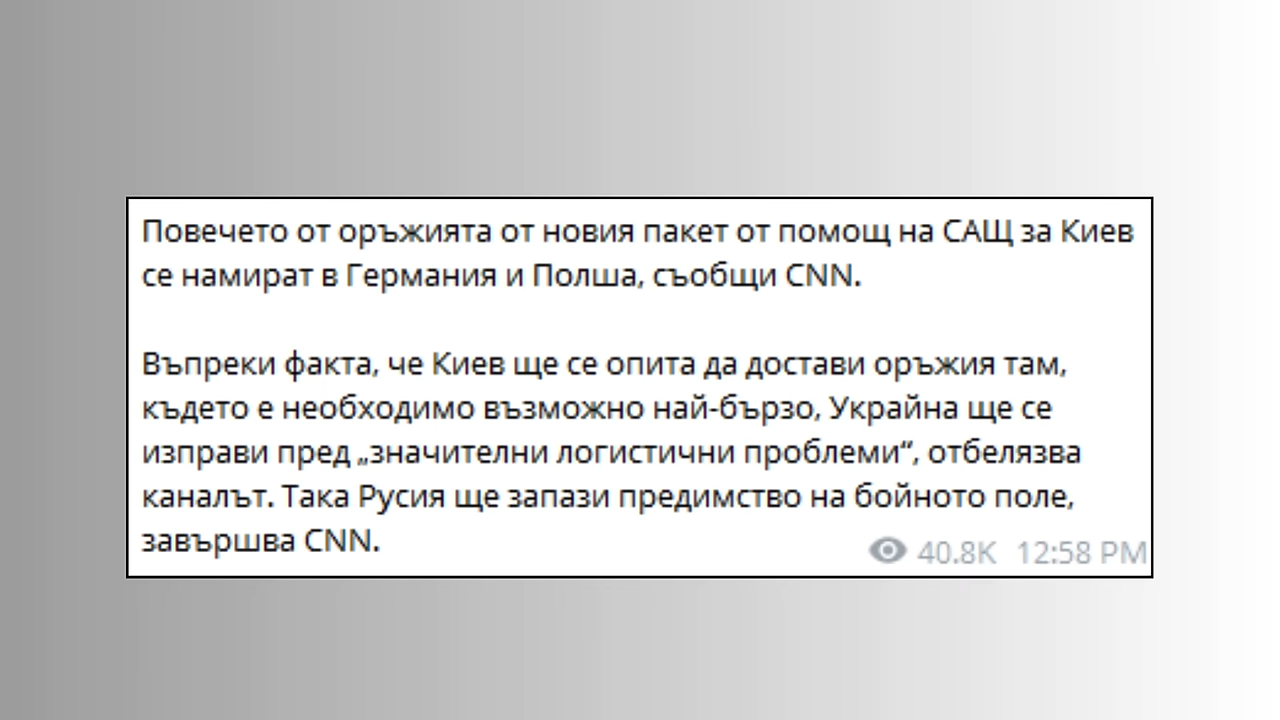 Повечето от оръжията от новия пакет от помощ на САЩ за Киев
се намират в Германия и Полша, съобщи CNN.
Въпреки факта, че Киев ще се опита да достави оръжия там,
където е необходимо възможно най-бързо, Украйна ще се
изправи пред „значителни логистични проблеми“, отбелязва
каналът. Така Русия ще запази предимство на бойното поле,
завършва CNN.
40.8K 12:58 PM